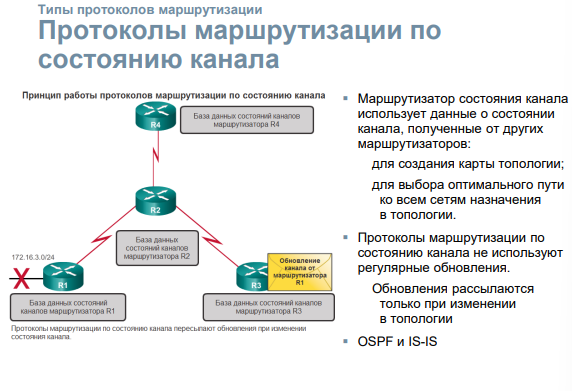 Типы протоколов маршрутизации
Протоколы маршрутизации по
состоянию канала
Принцип работы протоколов маршрутизации по состоянию канала
R4
База данных состояний каналов
маршрутизатора R4
R2
База данных
состояний каналов
маршрутизатора R2
172.16.3.0/24
R1
База данных состояний
каналов маршрутизатора R1
R3
Обновление
канала от
маршрутизатора
R1
База данных состояний каналов
маршрутизатора R3
Протоколы маршрутизации по состоянию канала пересылают обновления при изменении
состояния канала.
Маршрутизатор состояния канала
использует данные о состоянии
канала, полученные от других
маршрутизаторов:
для создания карты топологии;
для выбора оптимального пути
ко всем сетям назначения
в топологии.
Протоколы маршрутизации по
состоянию канала не используют
регулярные обновления.
Обновления рассылаются
только при изменении
в топологии
OSPF и IS-IS